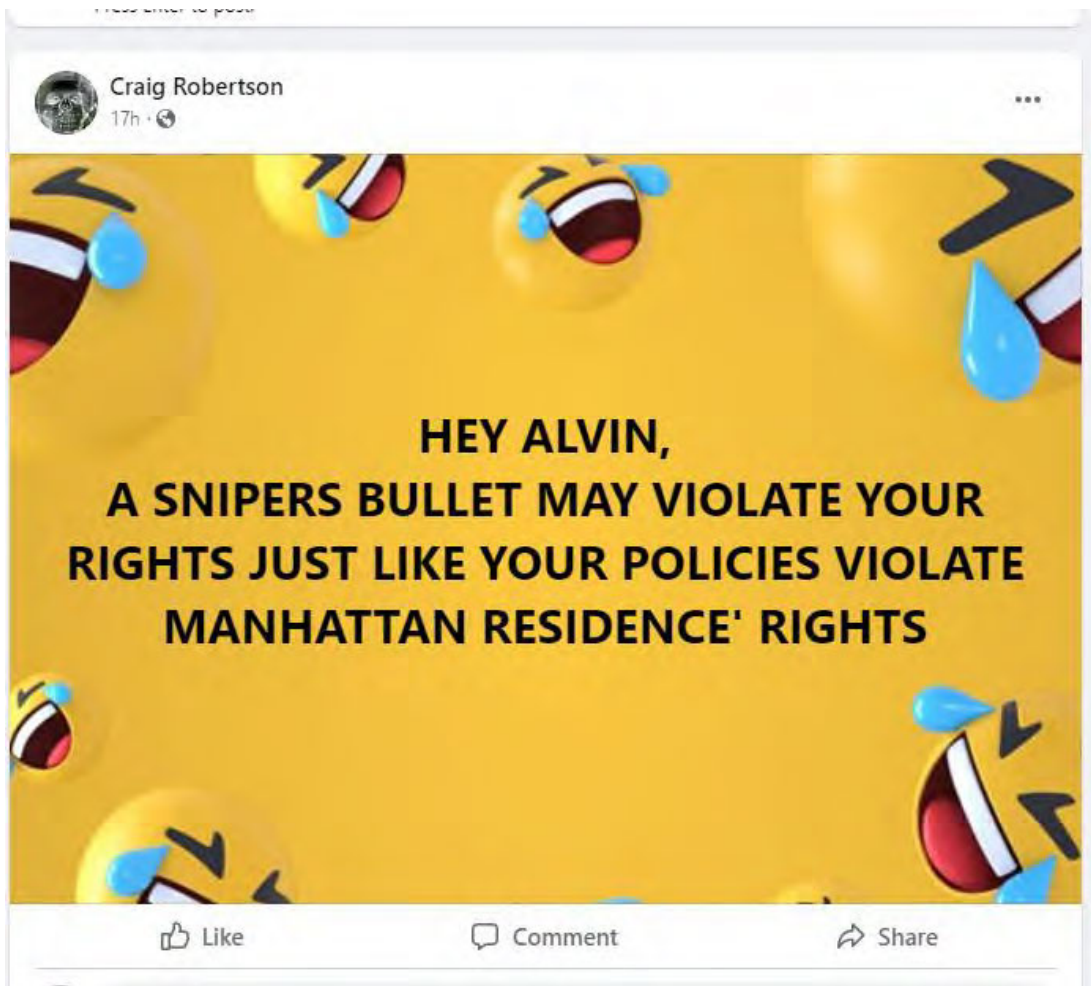 Craig Robertson
17h ·
HEY ALVIN,
A SNIPERS BULLET MAY VIOLATE YOUR
RIGHTS JUST LIKE YOUR POLICIES VIOLATE
MANHATTAN RESIDENCE' RIGHTS
Like Comment Share